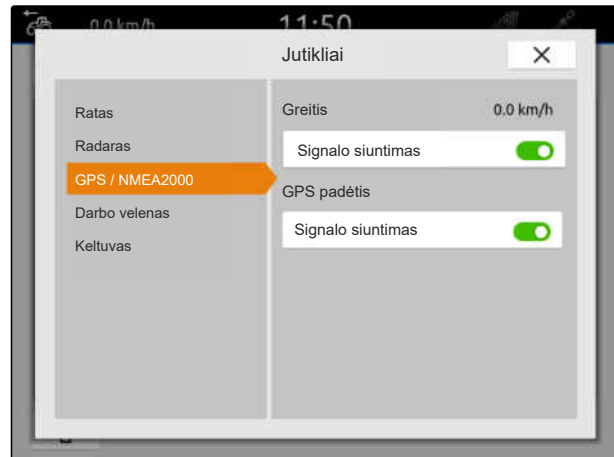 0.0 km/h
11:50
Jutikliai
Ratas
Radaras
GPS / NMEA2000
Darbo velenas
Keltuvas
Greitis 0.0 km/h
Signalo siuntimas
GPS padėtis
Signalo siuntimas